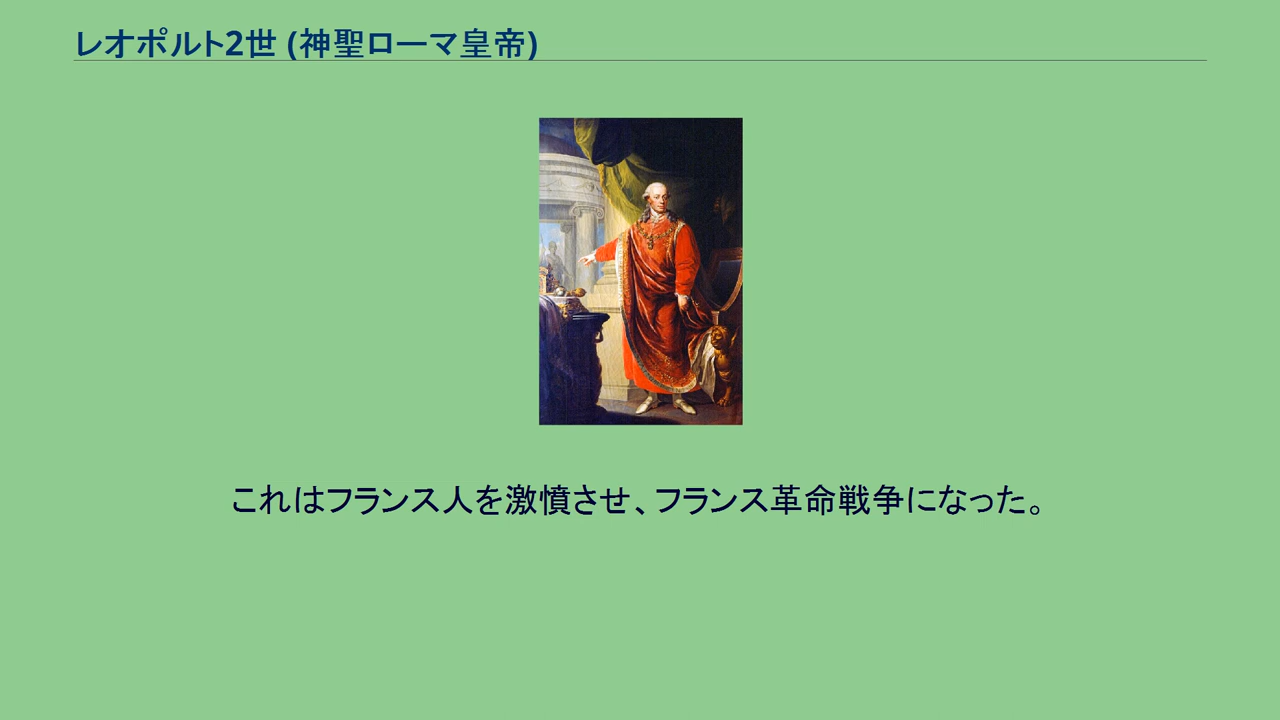 レオポルト2世 (神聖ローマ皇帝)
これはフランス人を激憤させ、フランス革命戦争になった。